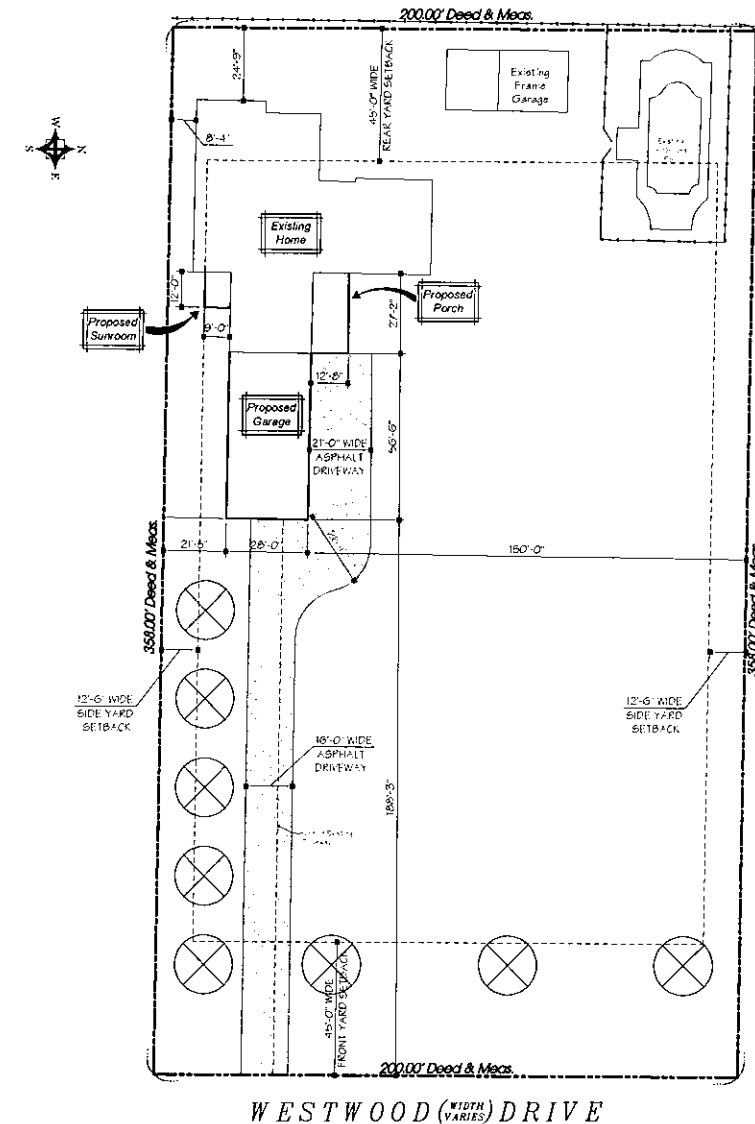 200.00' Deed & Meas.
24'-9"
45'-0" WIDE
REAR YARD SETBACK
Existing
Frame
Garage
W
S
N
E
8'-4"
Existing
Home
12'-0"
Proposed
Sunroom
9'-0"
Proposed
Porch
27'-2"
12'-8"
Proposed
Garage
21'-0" WIDE
ASPHALT
DRIVEWAY
56'-6"
21'-5"
28'-0"
150'-0"
358.00' Deed & Meas.
358.00' Deed & Meas.
12'-6" WIDE
SIDE YARD
SETBACK
12'-6" WIDE
SIDE YARD
SETBACK
16'-0" WIDE
ASPHALT
DRIVEWAY
188'-3"
45'-0" WIDE
FRONT YARD SETBACK
200.00' Deed & Meas.
WESTWOOD (WIDTH VARIES) DRIVE